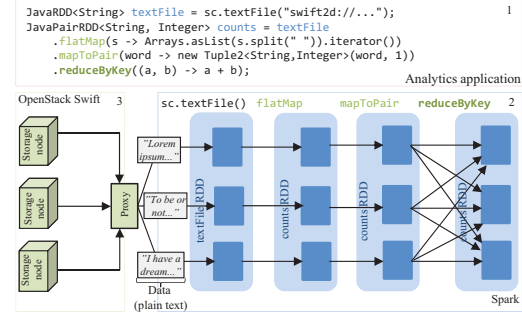 JavaRDD<String> textFile = sc.textFile("swift2d://...");
1
JavaPairRDD<String, Integer> counts = textFile
.flatMap(s -> Arrays.asList(s.split(" ")).iterator())
.mapToPair(word -> new Tuple2<String,Integer>(word, 1))
.reduceByKey((a, b) -> a + b);
Analytics application
OpenStack Swift
3
sc.textFile()
flatMap
mapToPair
reduceByKey
2
Storage
node
Storage
node
Storage
node
Proxy
"Lorem
ipsum..."
"To be or
not..."
"I have a
dream..."
Data
(plain text)
textFile RDD
counts RDD
counts RDD
counts RDD
Spark